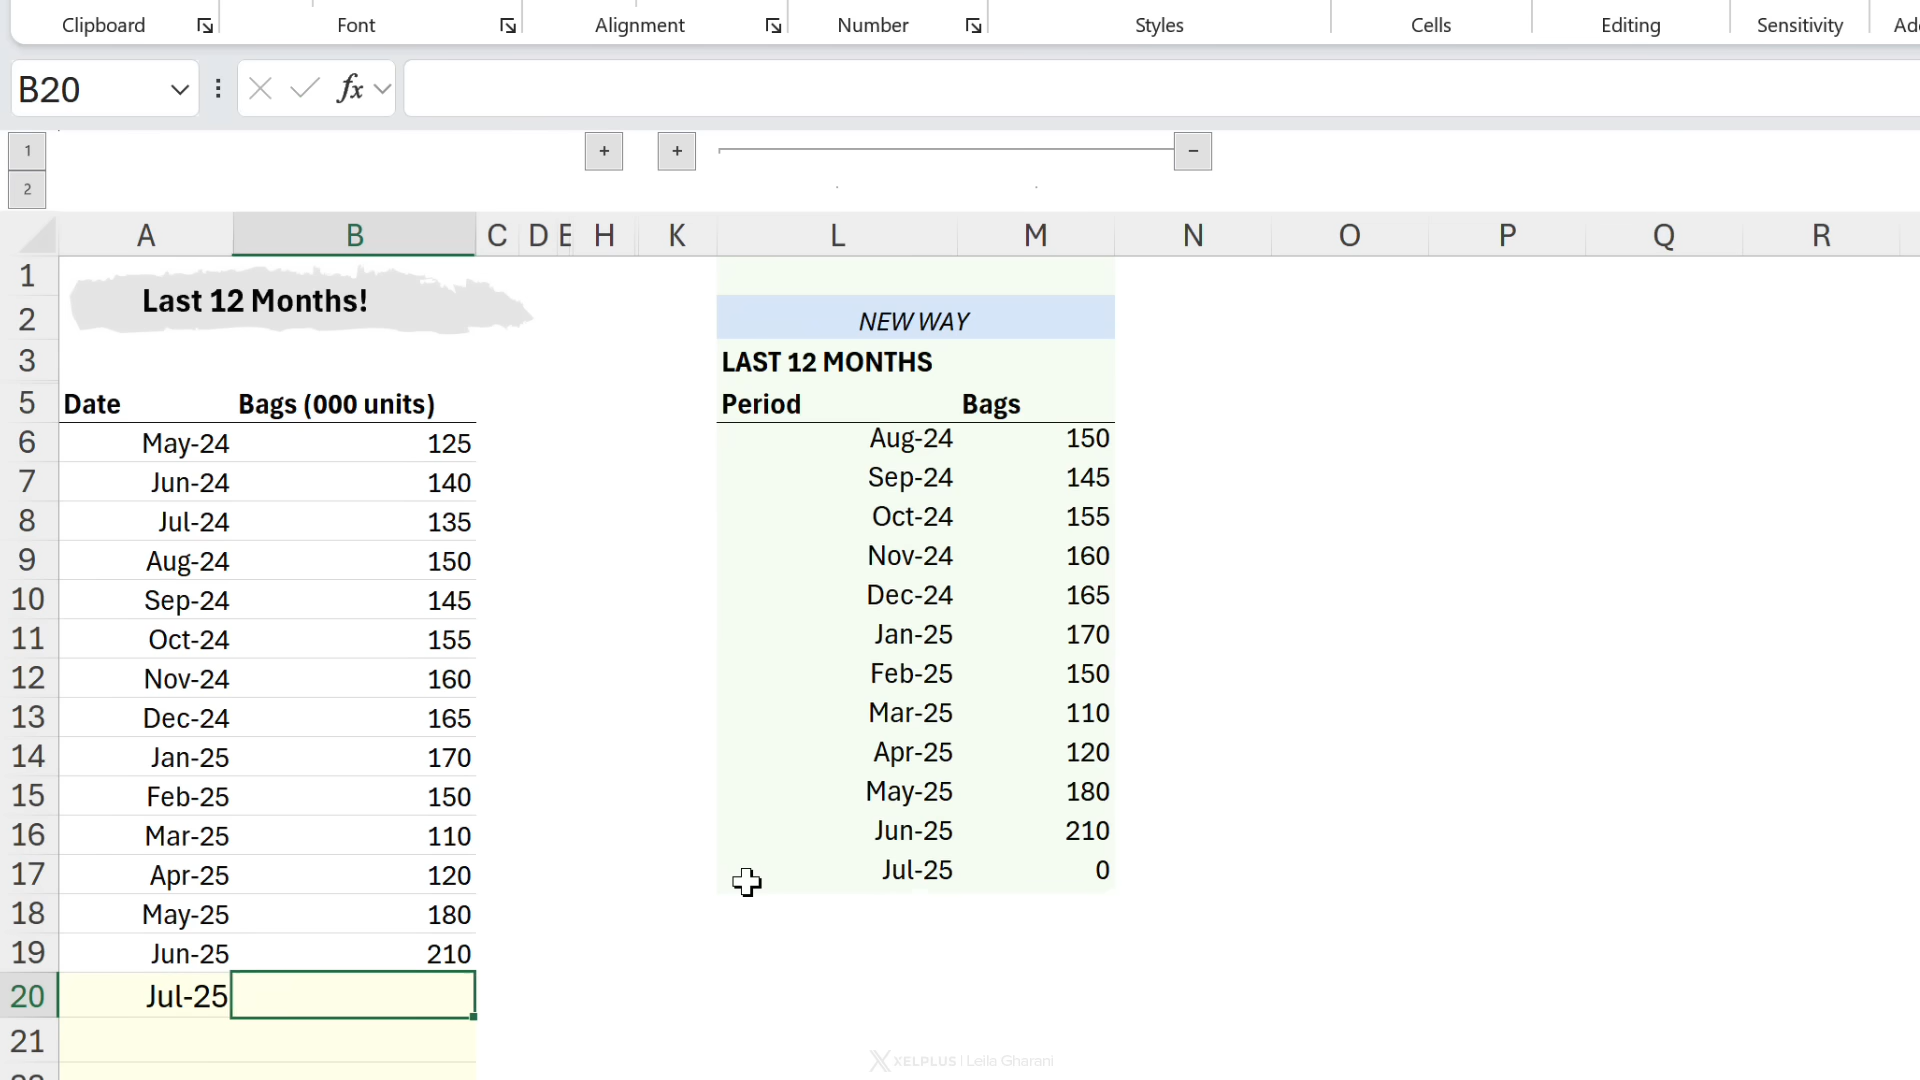 Clipboard Font Alignment Number Styles Cells Editing Sensitivity Ad
B20 fx
+ + −
1
2
A B C D E H K L M N O P Q R
1 Last 12 Months!
2 NEW WAY
3 LAST 12 MONTHS
5 Date Bags (000 units) Period Bags
6 May-24 125 Aug-24 150
7 Jun-24 140 Sep-24 145
8 Jul-24 135 Oct-24 155
9 Aug-24 150 Nov-24 160
10 Sep-24 145 Dec-24 165
11 Oct-24 155 Jan-25 170
12 Nov-24 160 Feb-25 150
13 Dec-24 165 Mar-25 110
14 Jan-25 170 Apr-25 120
15 Feb-25 150 May-25 180
16 Mar-25 110 Jun-25 210
17 Apr-25 120 Jul-25 0
18 May-25 180
19 Jun-25 210
20 Jul-25
21
XELPLUS | Leila Gharani